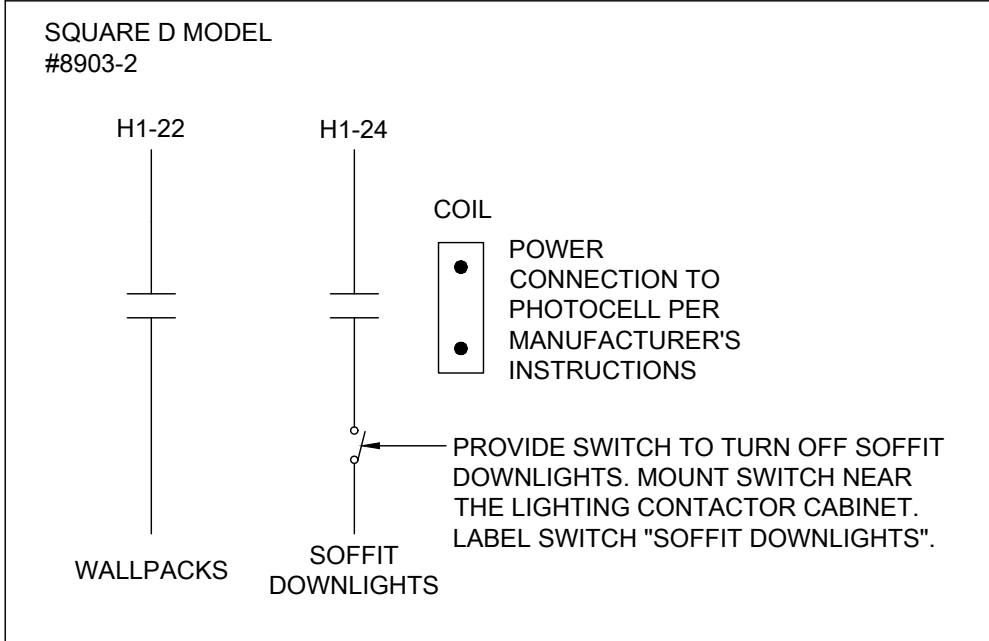 SQUARE D MODEL
#8903-2
H1-22
H1-24
COIL
POWER
CONNECTION TO
PHOTOCELL PER
MANUFACTURER'S
INSTRUCTIONS
PROVIDE SWITCH TO TURN OFF SOFFIT
DOWNLIGHTS. MOUNT SWITCH NEAR
THE LIGHTING CONTACTOR CABINET.
LABEL SWITCH "SOFFIT DOWNLIGHTS".
WALLPACKS
SOFFIT
DOWNLIGHTS